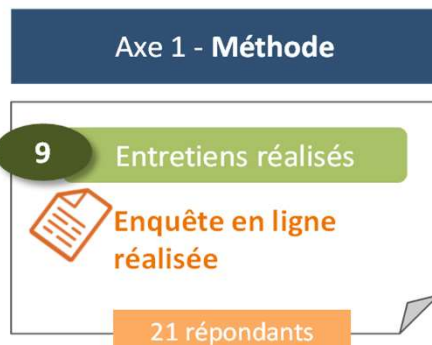 Axe 1 - Méthode
9
Entretiens réalisés
Enquête en ligne
réalisée
21 répondants